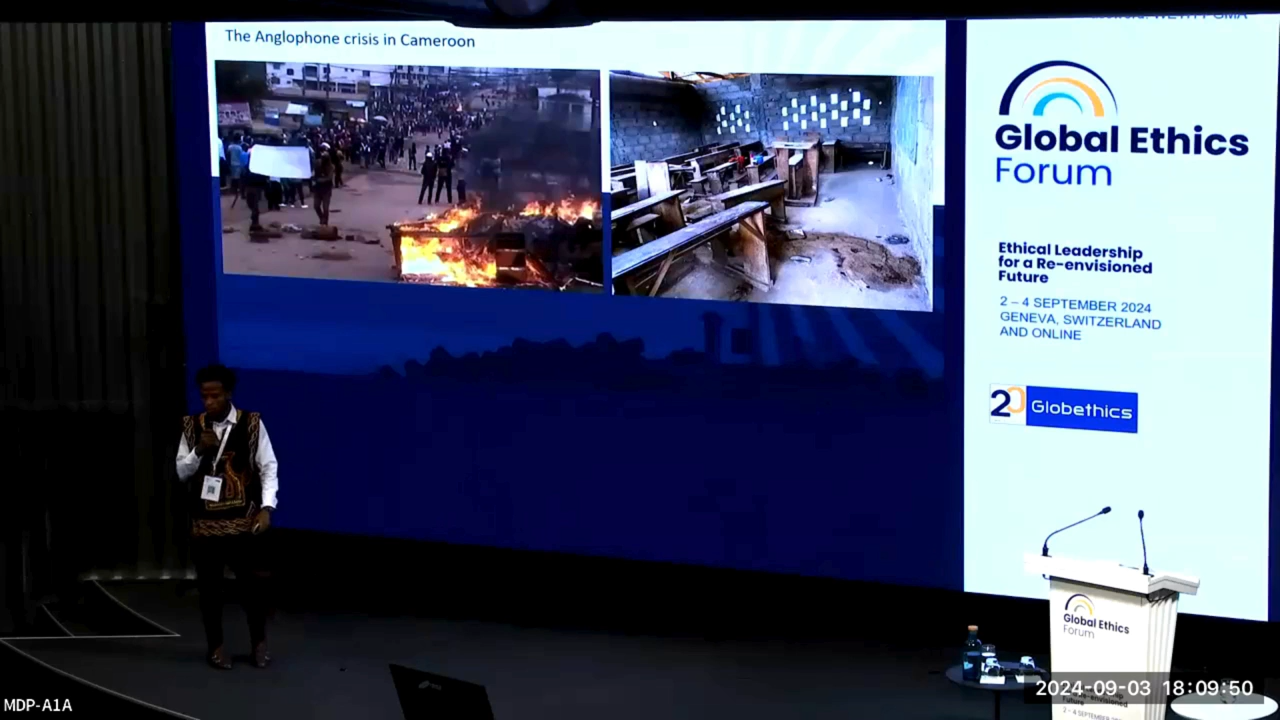 The Anglophone crisis in Cameroon
Global Ethics
Forum
Ethical Leadership
for a Re-envisioned
Future
2 – 4 SEPTEMBER 2024
GENEVA, SWITZERLAND
AND ONLINE
20 Globethics
Global Ethics
Forum
2024-09-03 18:09:50
MDP-A1A